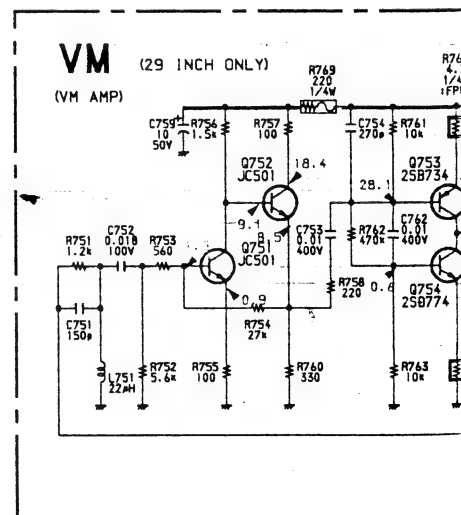 VM (29 INCH ONLY)
(VM AMP)
R769
220
1/4W
R76
4.
1/4
C759
10
50V
R756
1.5k
R757
100
C754
270p
R761
10k
Q752
JC501
18.4
Q753
2SB734
28.1
9.1
Q751
JC501
C753
0.01
400V
R762
470k
C762
0.01
400V
R751
1.2k
C752
0.018
100V
R753
560
0.6
Q754
2SB774
R758
220
0.9
R754
27k
C751
150p
L751
22µH
R752
5.6k
R755
100
R760
330
R763
10k